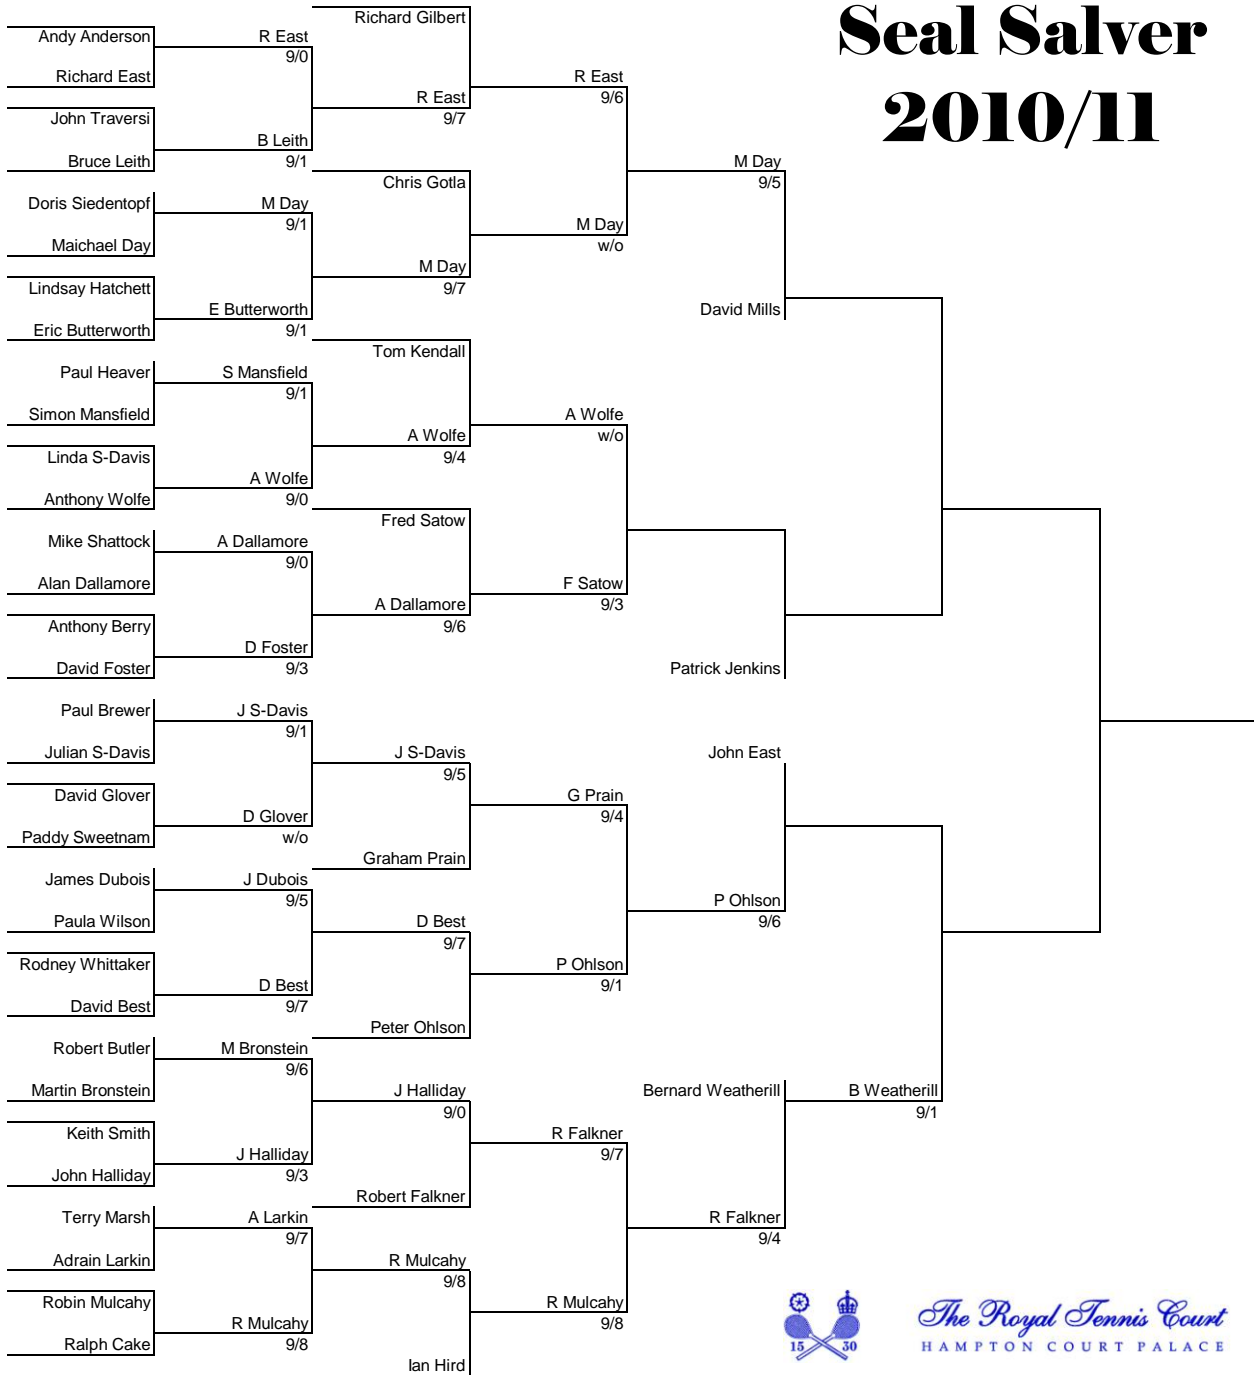 Seal Salver
2010/11
Andy Anderson
Richard East
John Traversi
Bruce Leith
Doris Siedentopf
Maichael Day
Lindsay Hatchett
Eric Butterworth
Paul Heaver
Simon Mansfield
Linda S-Davis
Anthony Wolfe
Mike Shattock
Alan Dallamore
Anthony Berry
David Foster
Paul Brewer
Julian S-Davis
David Glover
Paddy Sweetnam
James Dubois
Paula Wilson
Rodney Whittaker
David Best
Robert Butler
Martin Bronstein
Keith Smith
John Halliday
Terry Marsh
Adrain Larkin
Robin Mulcahy
Ralph Cake
R East
9/0
B Leith
9/1
M Day
9/1
E Butterworth
9/1
S Mansfield
9/1
A Wolfe
9/0
A Dallamore
9/0
D Foster
9/3
J S-Davis
9/1
D Glover
w/o
J Dubois
9/5
D Best
9/7
M Bronstein
9/6
J Halliday
9/3
A Larkin
9/7
R Mulcahy
9/8
Richard Gilbert
R East
9/7
Chris Gotla
M Day
9/7
Tom Kendall
A Wolfe
9/4
Fred Satow
A Dallamore
9/6
J S-Davis
9/5
Graham Prain
D Best
9/7
Peter Ohlson
J Halliday
9/0
Robert Falkner
R Mulcahy
9/8
Ian Hird
R East
9/6
M Day
w/o
A Wolfe
w/o
F Satow
9/3
G Prain
9/4
P Ohlson
9/1
R Falkner
9/7
R Mulcahy
9/8
M Day
9/5
David Mills
Patrick Jenkins
John East
P Ohlson
9/6
Bernard Weatherill
R Falkner
9/4
B Weatherill
9/1
15 30
The Royal Tennis Court
HAMPTON COURT PALACE